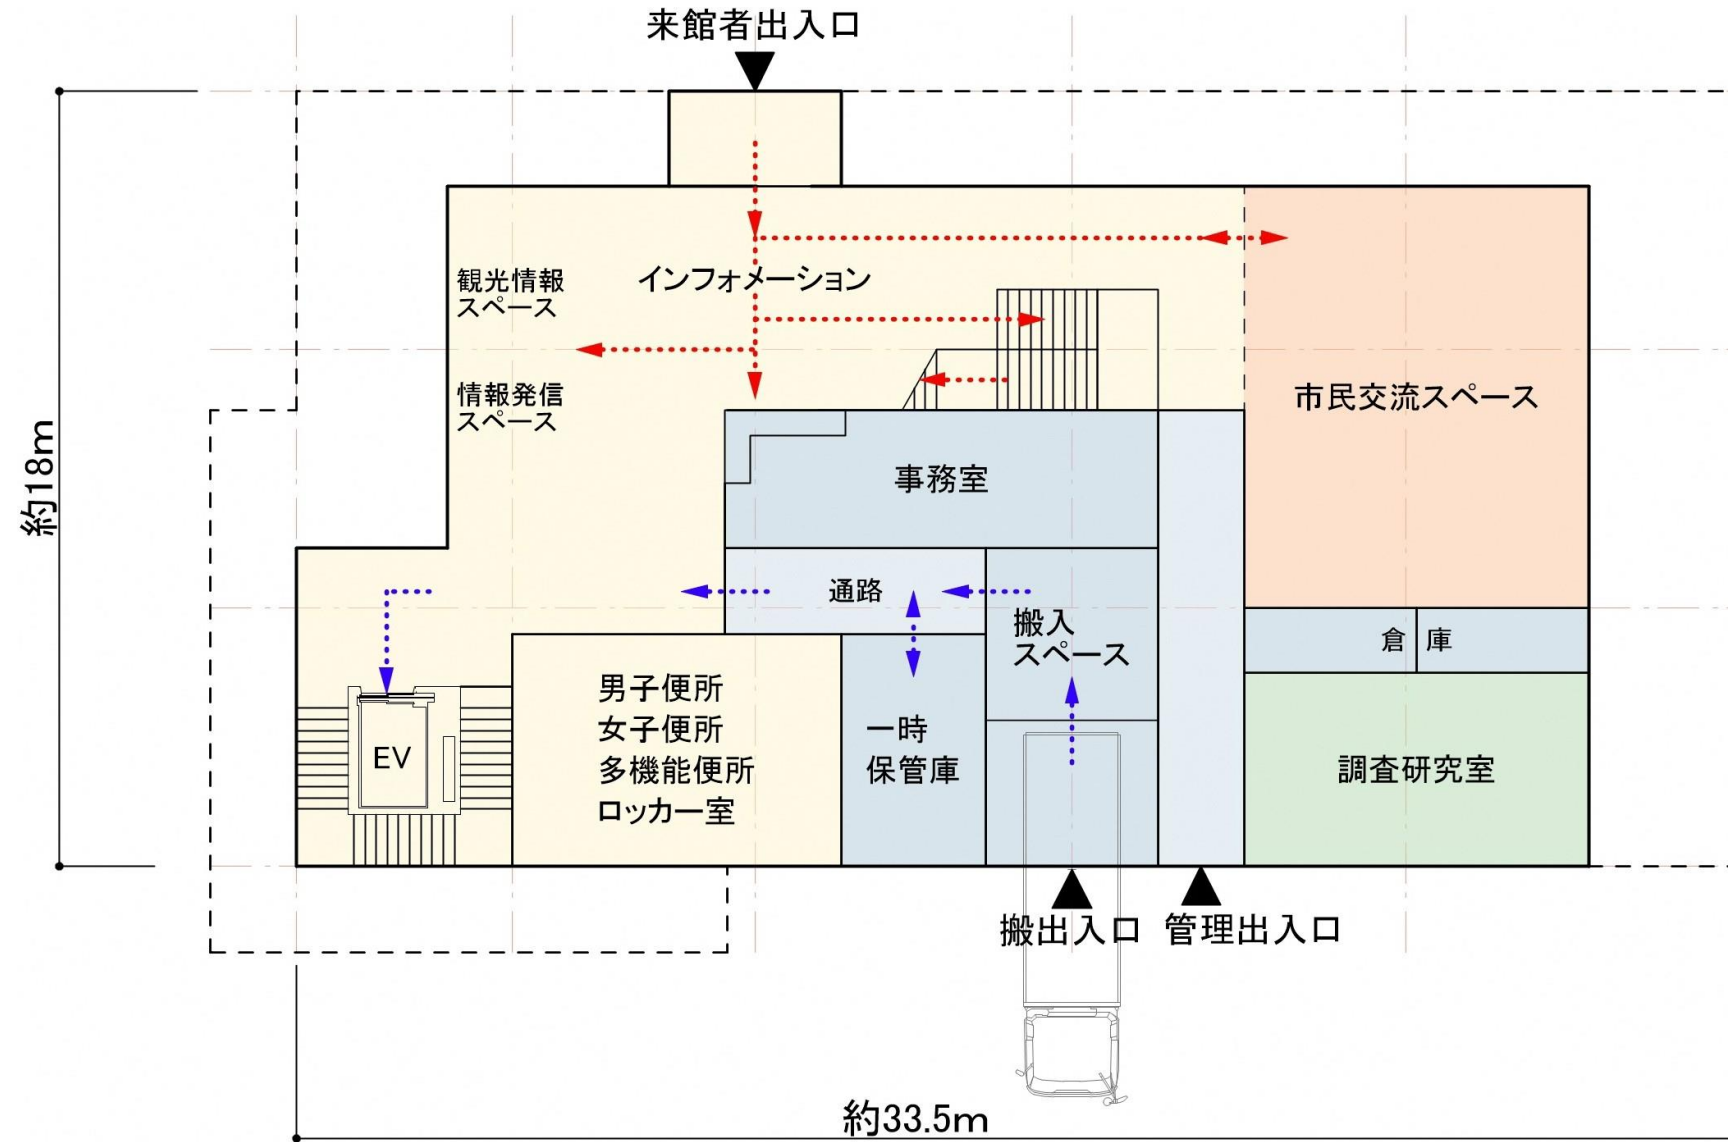 来館者出入口
観光情報
スペース
インフォメーション
情報発信
スペース
市民交流スペース
約18m
事務室
通路
搬入
スペース
倉 庫
男子便所
女子便所
多機能便所
ロッカー室
一時
保管庫
EV
調査研究室
搬出入口
管理出入口
約33.5m